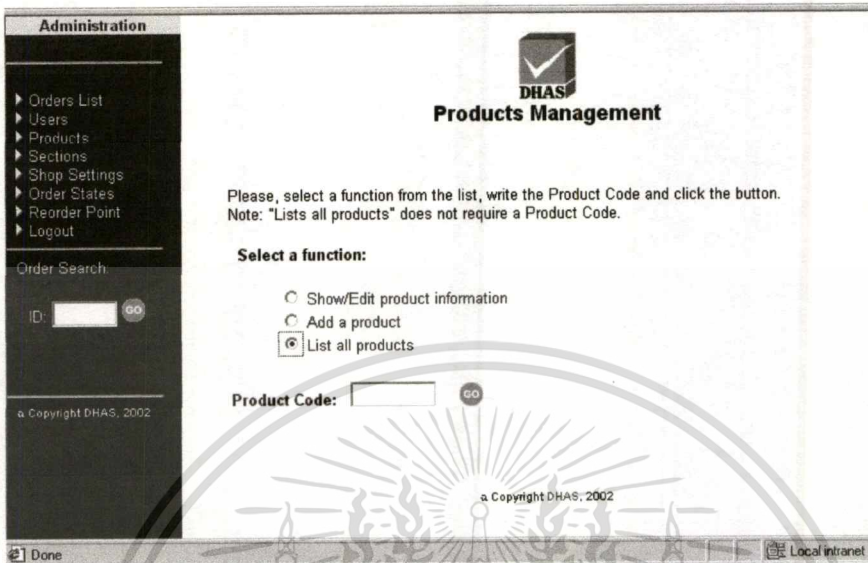 Administration
Orders List
Users
Products
Sections
Shop Settings
Order States
Reorder Point
Logout
Order Search:
ID:
GO
a Copyright DHAS, 2002
DHAS
Products Management
Please, select a function from the list, write the Product Code and click the button.
Note: "Lists all products" does not require a Product Code.
Select a function:
Show/Edit product information
Add a product
List all products
Product Code:
GO
a Copyright DHAS, 2002
Done
Local intranet